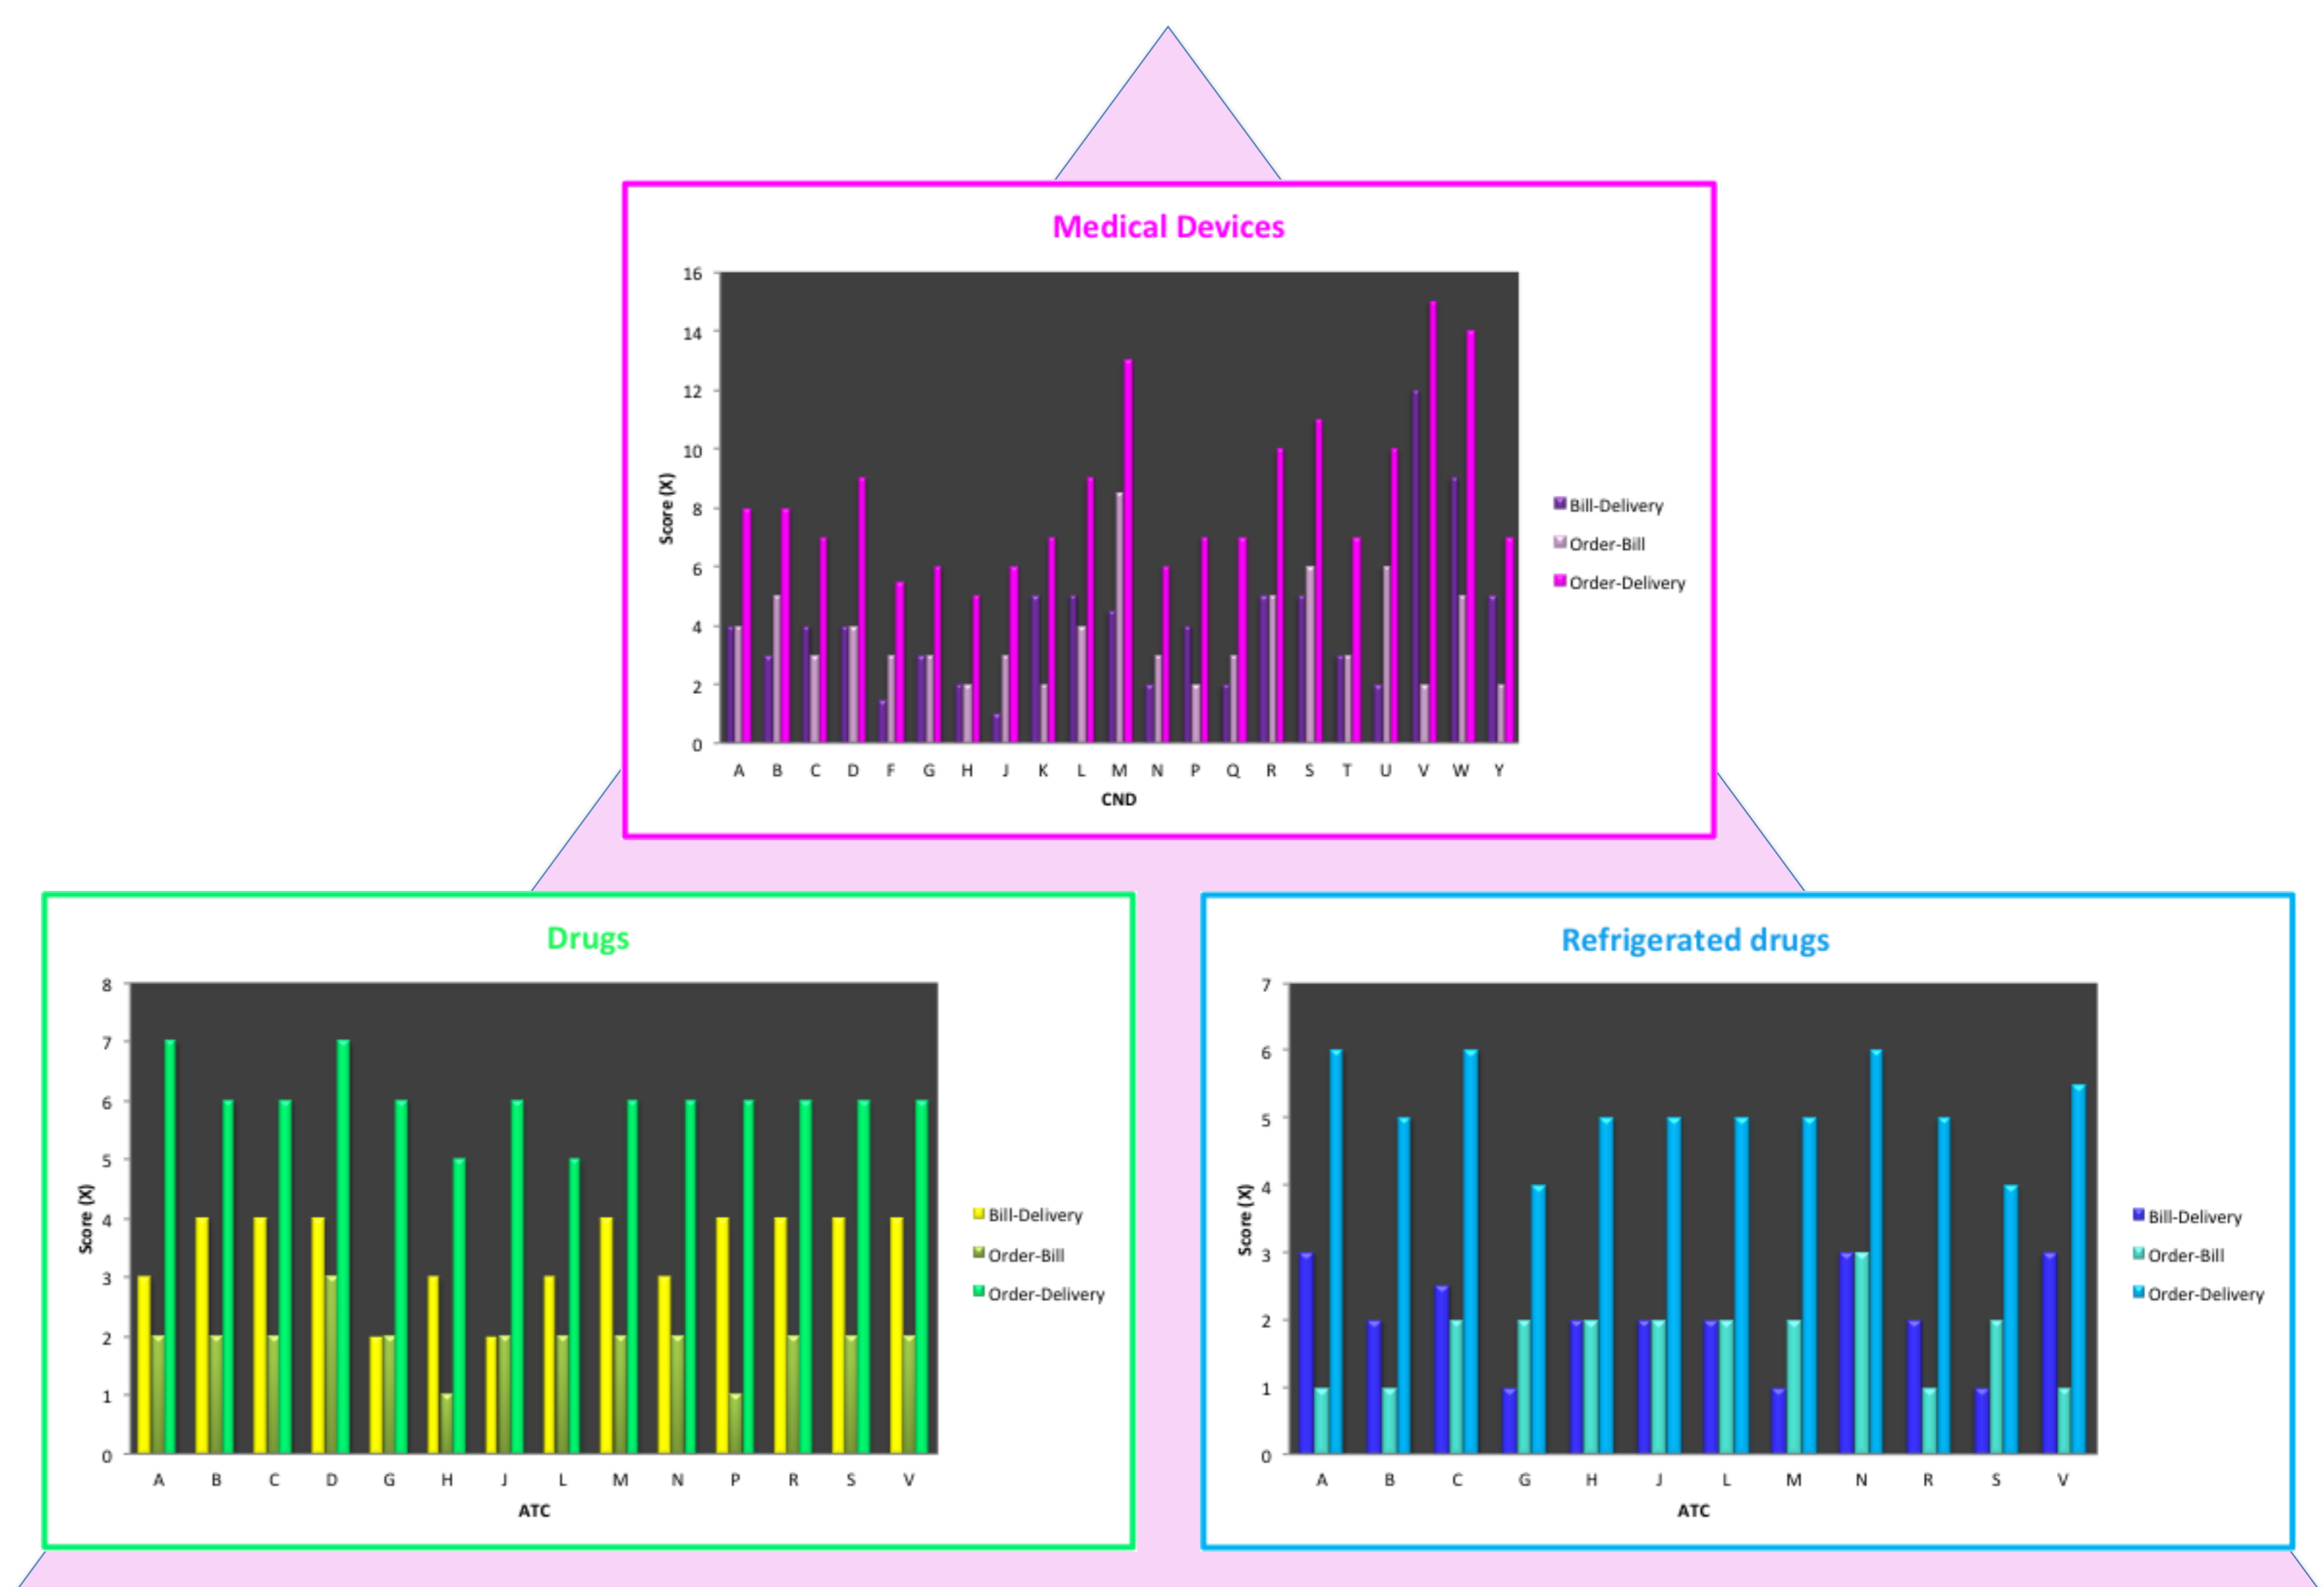 Medical Devices
16
14
12
10
8
6
4
2
0
Score (X)
A B C D F G H J K L M N P Q R S T U V W Y
CND
Bill-Delivery
Order-Bill
Order-Delivery
Drugs
8
7
6
5
4
3
2
1
0
Score (X)
A B C D G H J L M N P R S V
ATC
Bill-Delivery
Order-Bill
Order-Delivery
Refrigerated drugs
7
6
5
4
3
2
1
0
Score (X)
A B C G H J L M N R S V
ATC
Bill-Delivery
Order-Bill
Order-Delivery